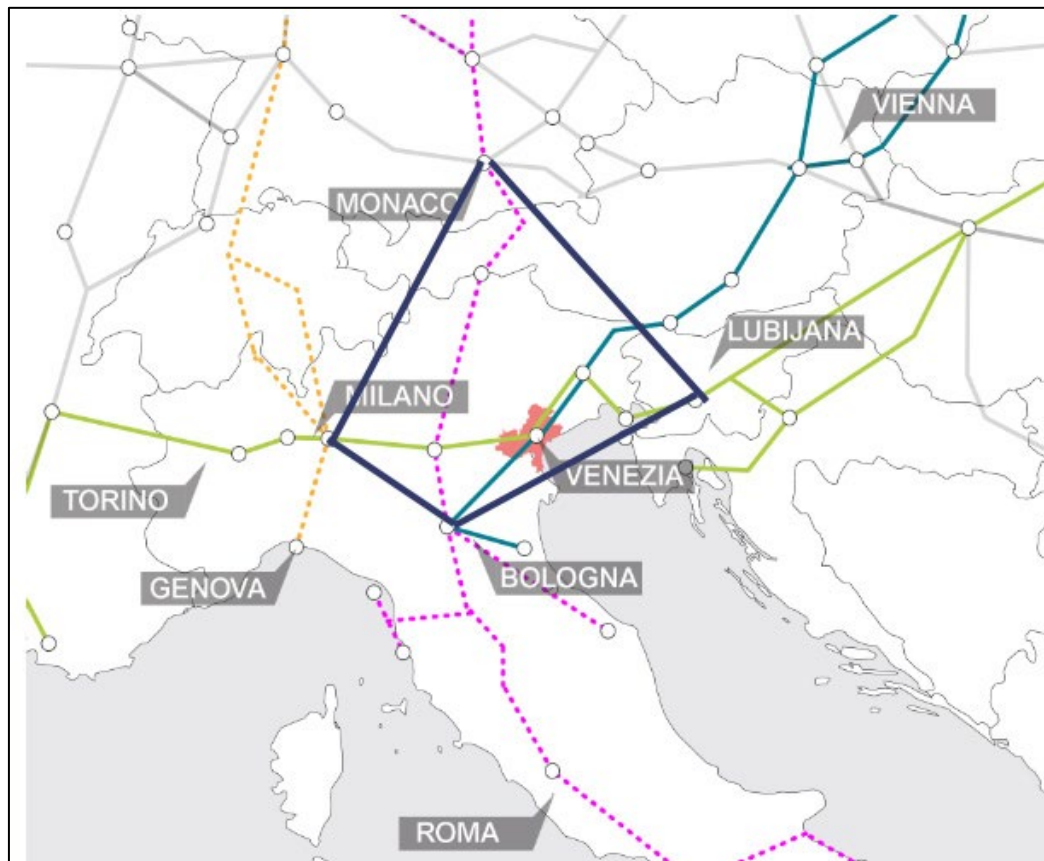 VIENNA
MONACO
LUBIJANA
MILANO
VENEZIA
TORINO
BOLOGNA
GENOVA
ROMA